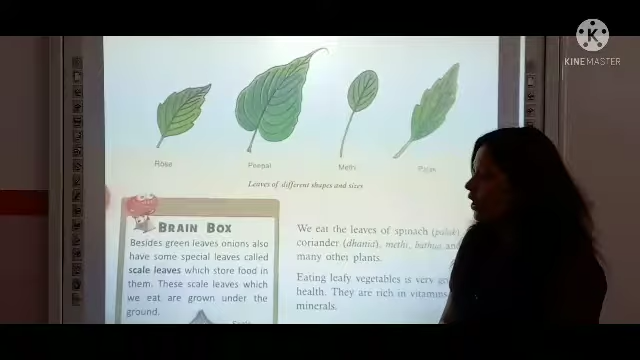 K
KINEMASTER
Rose
Peepal
Methi
Palm
Leaves of different shapes and sizes
BRAIN BOX
Besides green leaves onions also
have some special leaves called
scale leaves which store food in
them. These scale leaves which
we eat are grown under the
ground.
We eat the leaves of spinach (palak)
coriander (dhania), methi, bathua and
many other plants.
Eating leafy vegetables is very
health. They are rich in vitamins
minerals.